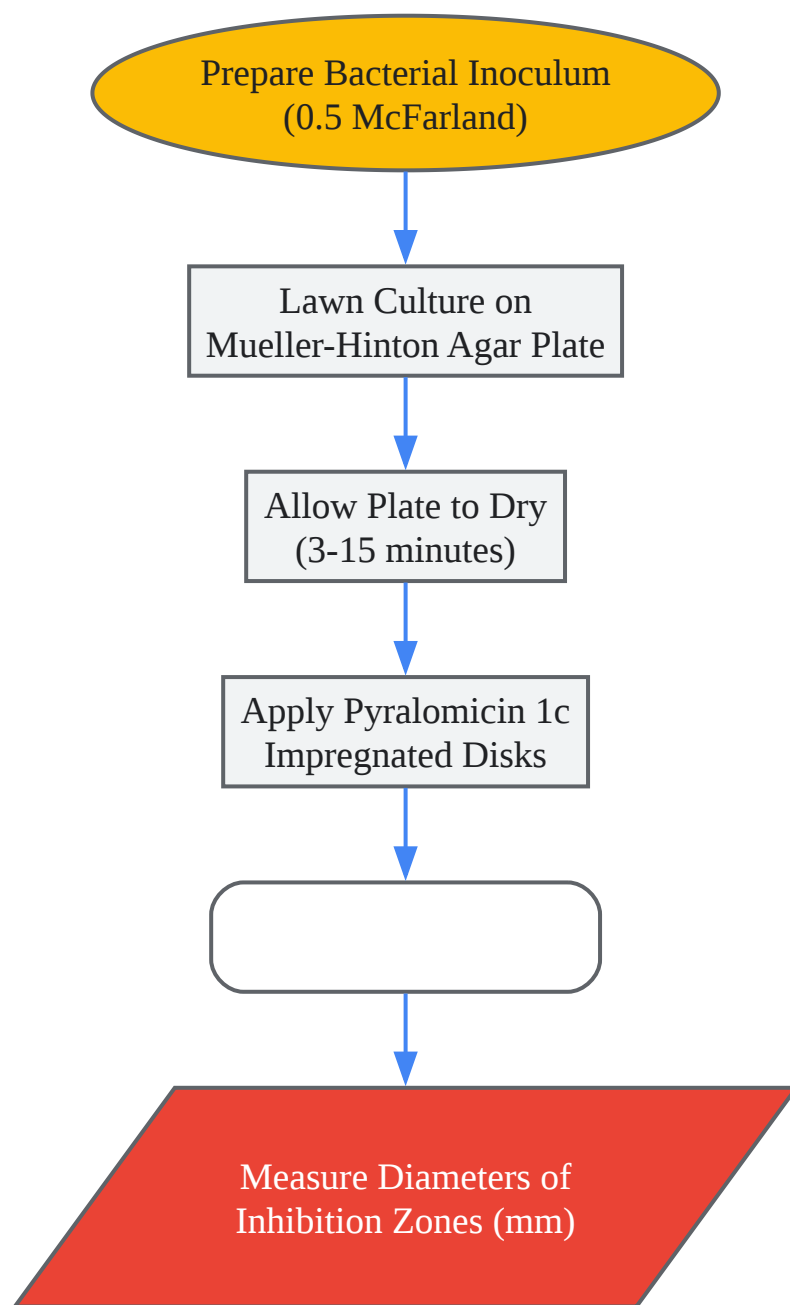 Prepare Bacterial Inoculum
(0.5 McFarland)
Lawn Culture on
Mueller-Hinton Agar Plate
Allow Plate to Dry
(3-15 minutes)
Apply Pyralomicin 1c
Impregnated Disks
Measure Diameters of
Inhibition Zones (mm)